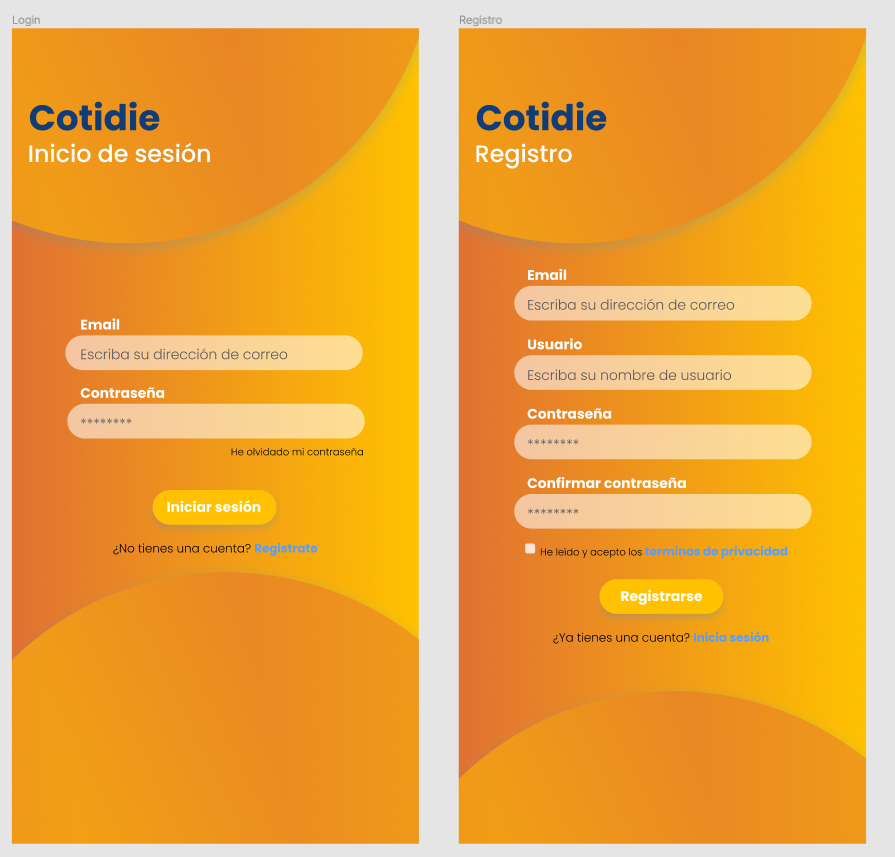 Login
Cotidie
Inicio de sesión
Email
Escriba su dirección de correo
Contraseña
********
He olvidado mi contraseña
Iniciar sesión
¿No tienes una cuenta? Registrate
Registro
Cotidie
Registro
Email
Escriba su dirección de correo
Usuario
Escriba su nombre de usuario
Contraseña
********
Confirmar contraseña
********
He leído y acepto los terminos de privacidad
Registrarse
¿Ya tienes una cuenta? Inicia sesión